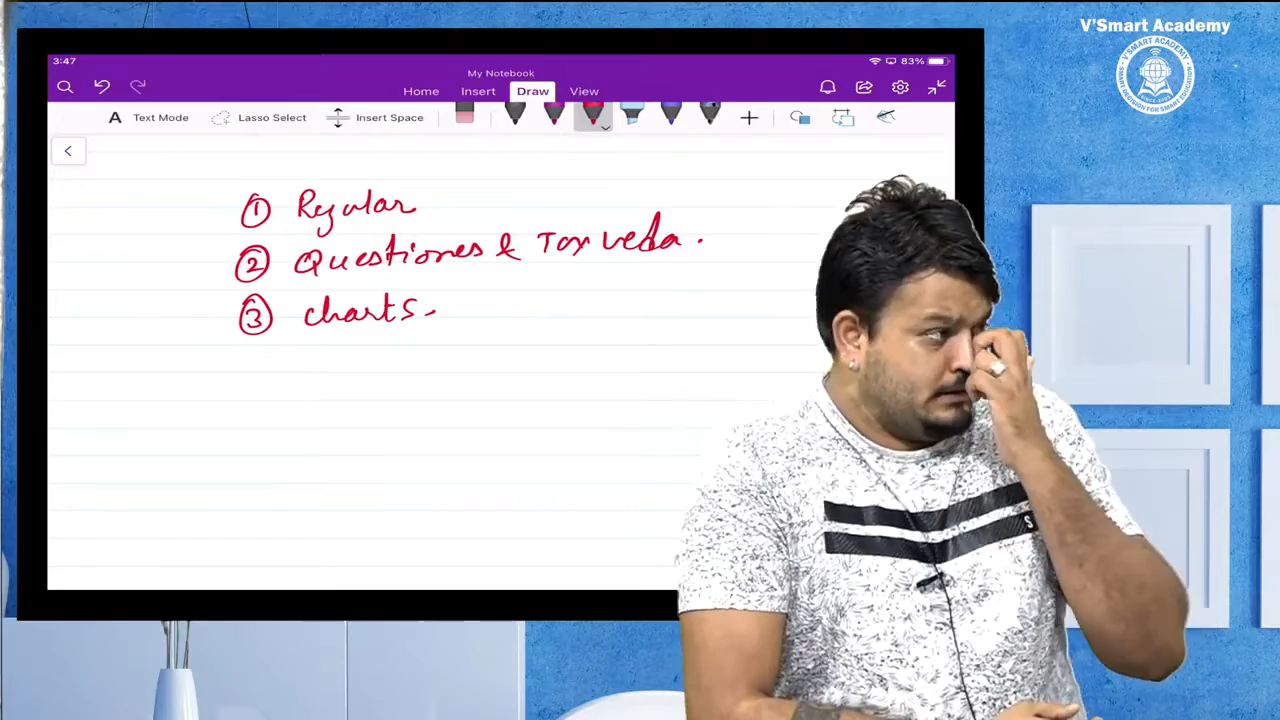 V'Smart Academy
3:47
83%
My Notebook
Home Insert Draw View
A Text Mode Lasso Select Insert Space
① Regular
② Questiones & Tax veda.
③ charts.
S